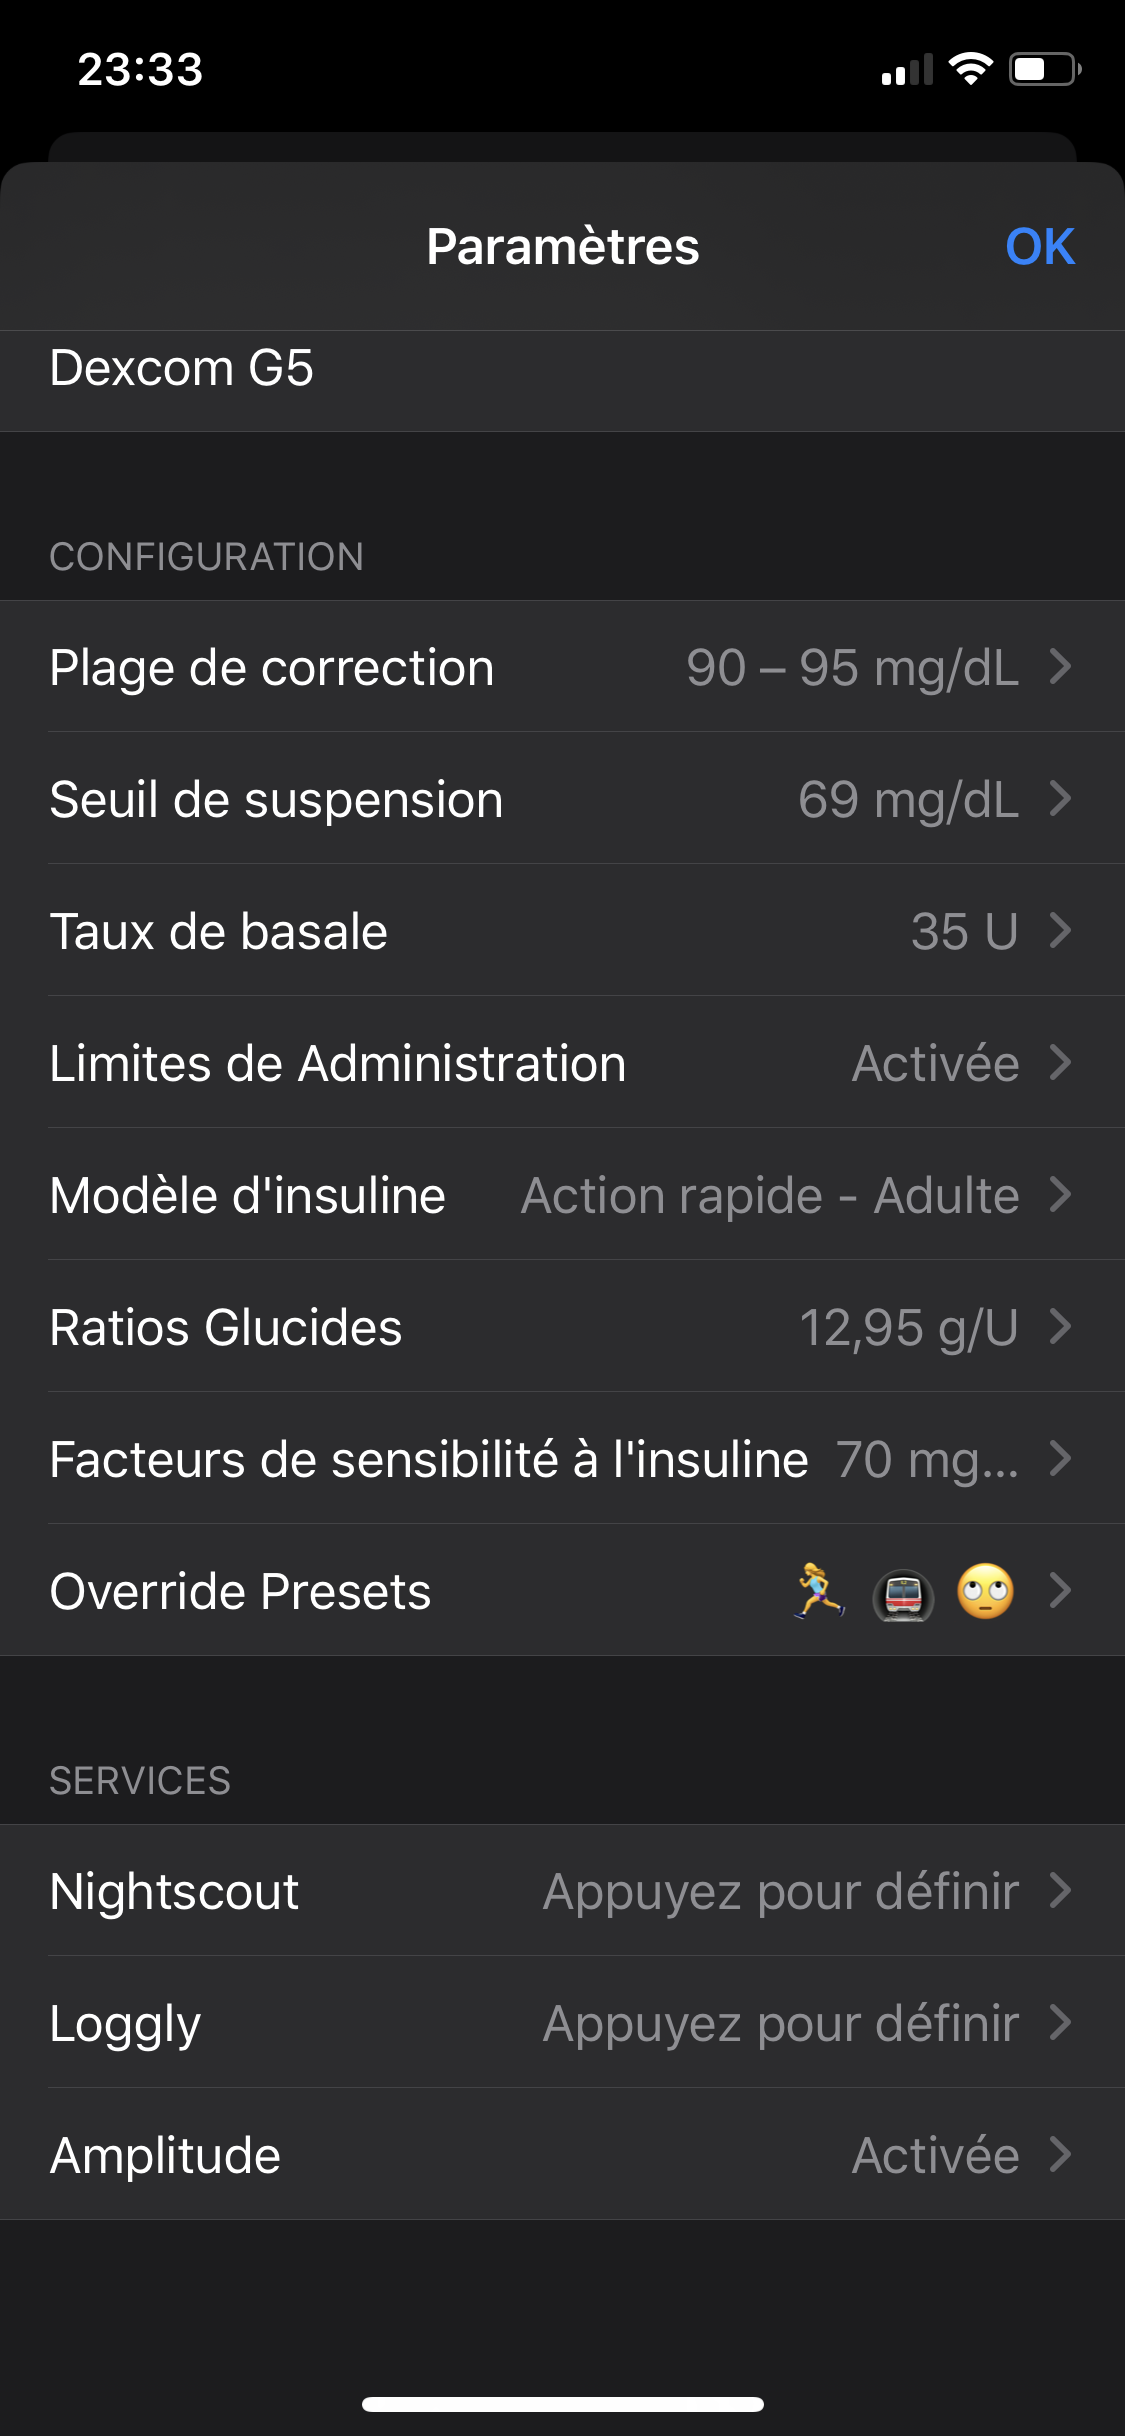 23:33
Paramètres
OK
Dexcom G5
CONFIGURATION
Plage de correction 90 – 95 mg/dL
Seuil de suspension 69 mg/dL
Taux de basale 35 U
Limites de Administration Activée
Modèle d'insuline Action rapide - Adulte
Ratios Glucides 12,95 g/U
Facteurs de sensibilité à l'insuline 70 mg...
Override Presets
SERVICES
Nightscout Appuyez pour définir
Loggly Appuyez pour définir
Amplitude Activée